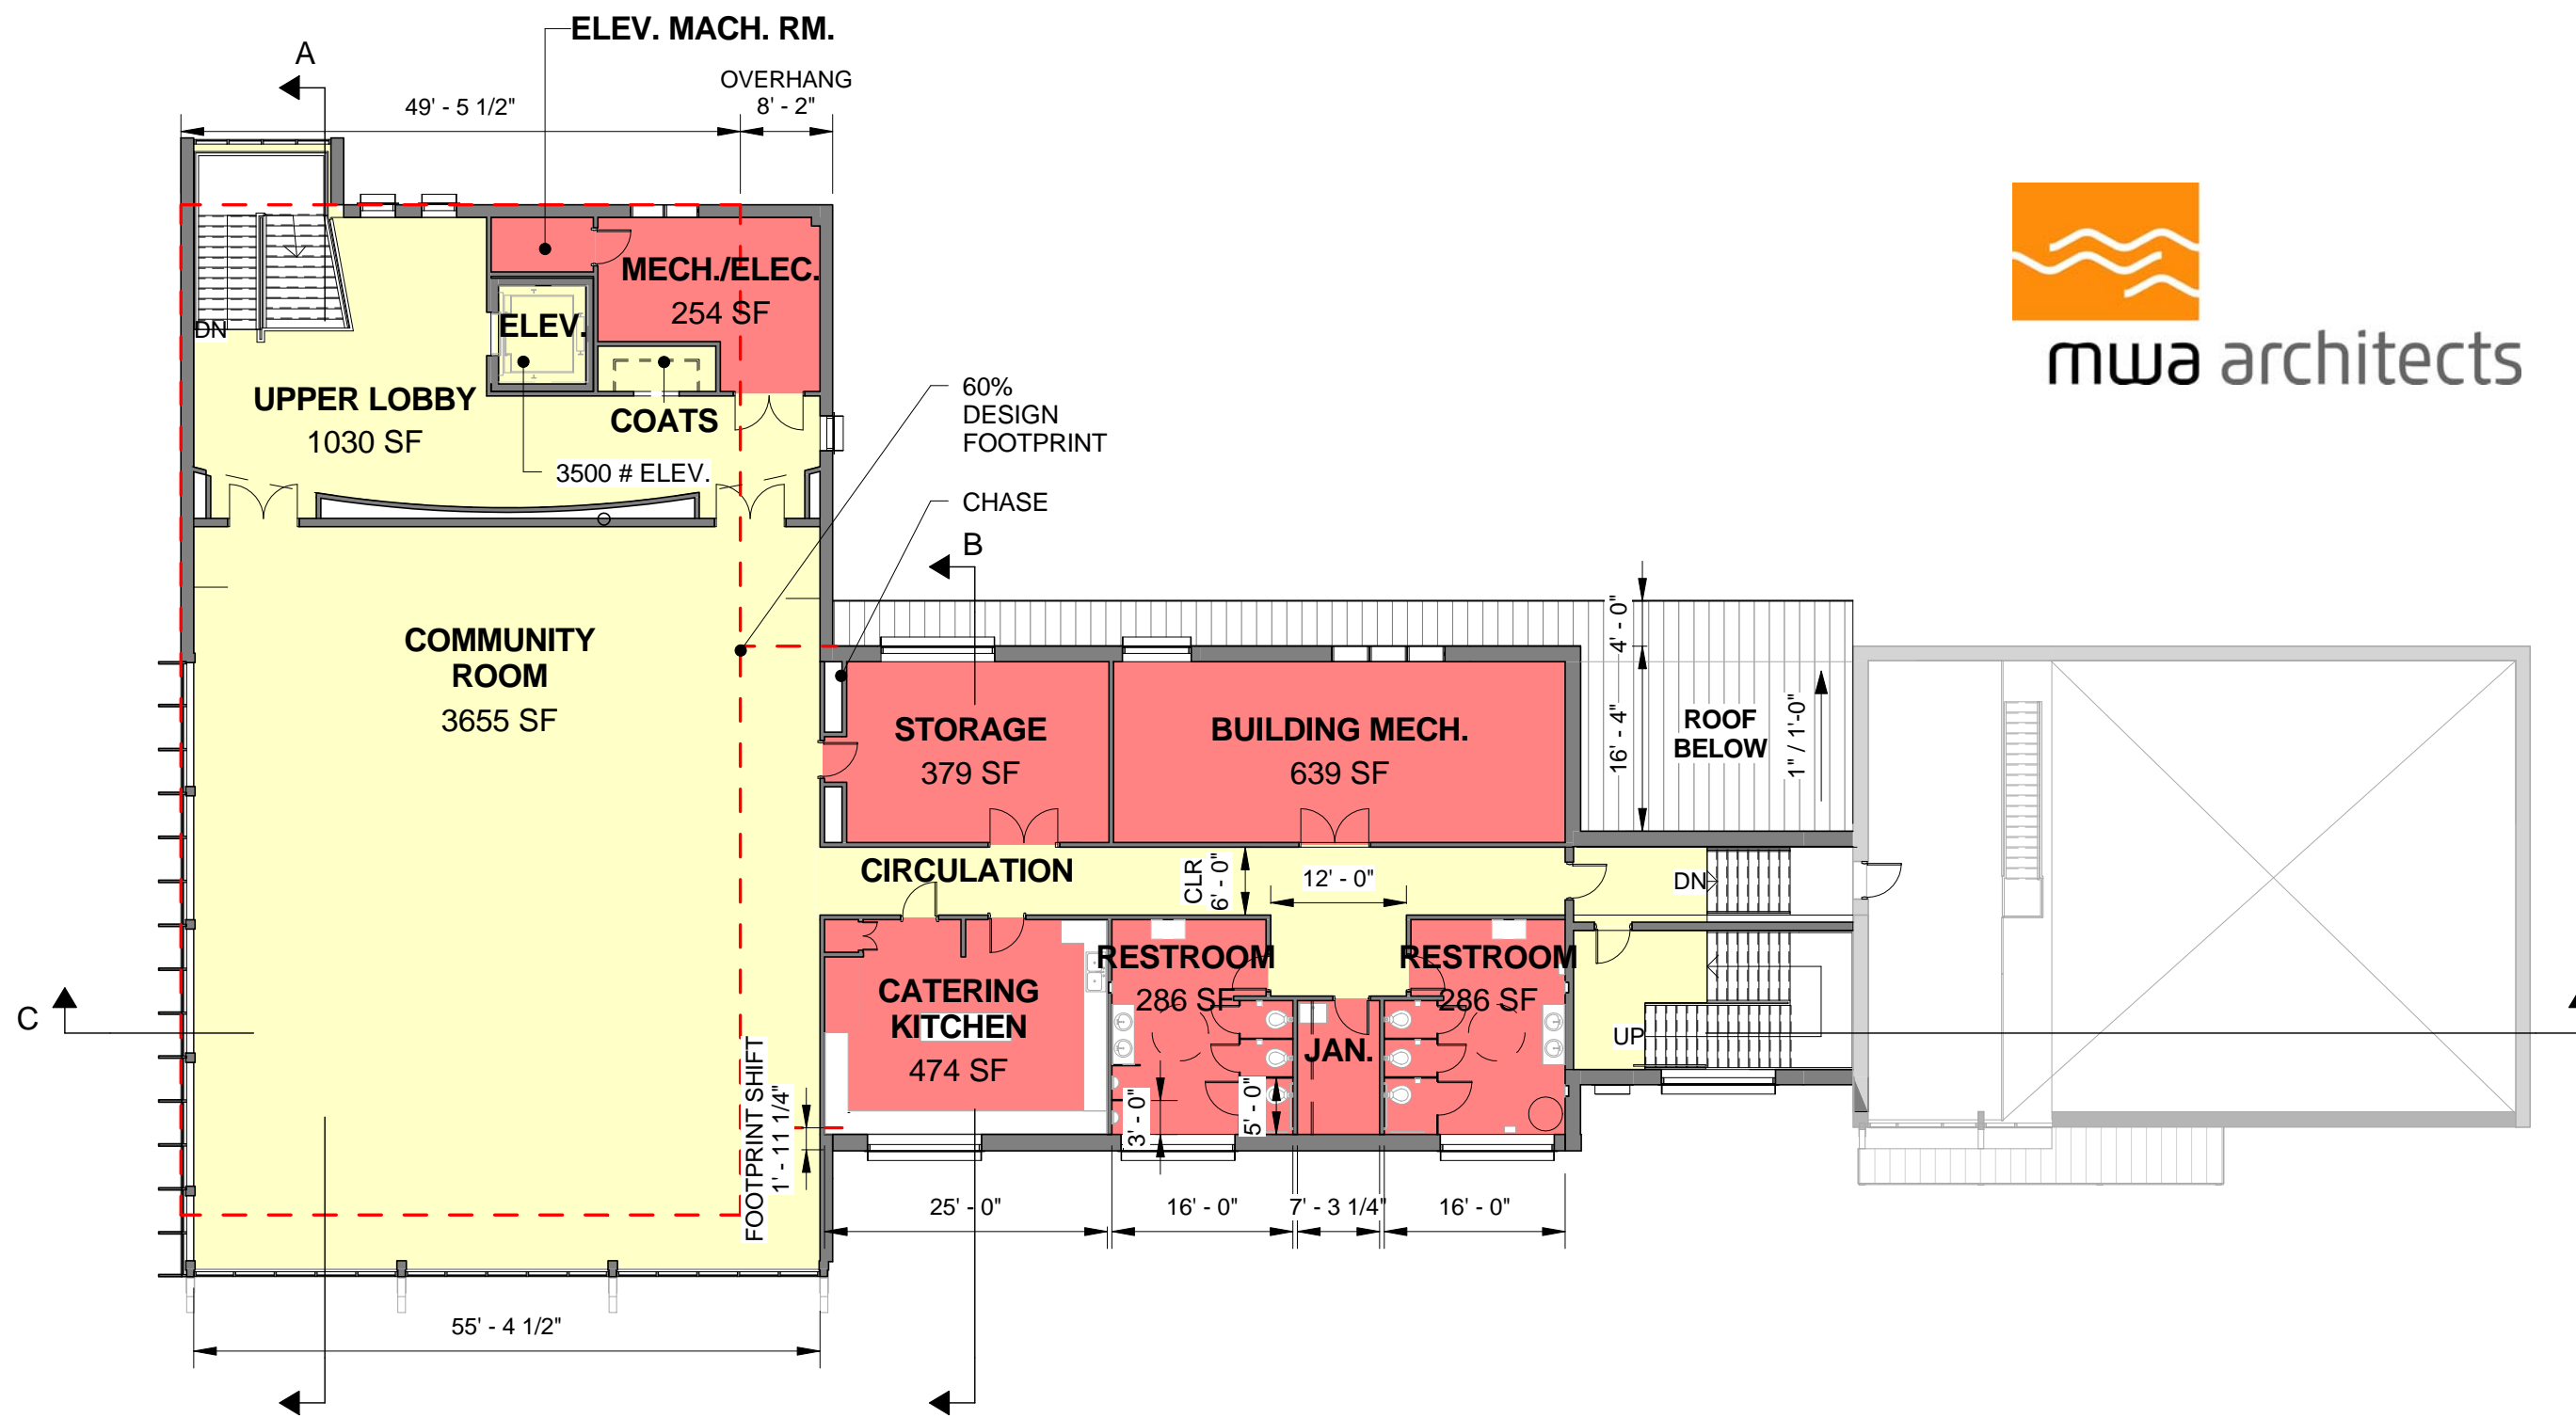 ELEV. MACH. RM.
A
OVERHANG
49' - 5 1/2"
8' - 2"
MECH./ELEC.
254 SF
ELEV.
DN
UPPER LOBBY
1030 SF
COATS
3500 # ELEV.
60%
DESIGN
FOOTPRINT
CHASE
mwa architects
B
COMMUNITY
ROOM
3655 SF
STORAGE
379 SF
BUILDING MECH.
639 SF
4' - 0"
16' - 4"
ROOF
BELOW
1" / 1'-0"
CIRCULATION
CLR
6' - 0"
12' - 0"
DN
CATERING
KITCHEN
474 SF
RESTROOM
286 SF
RESTROOM
286 SF
JAN.
UP
C
FOOTPRINT SHIFT
1' - 11 1/4"
3' - 0"
5' - 0"
25' - 0"
16' - 0"
7' - 3 1/4"
16' - 0"
55' - 4 1/2"